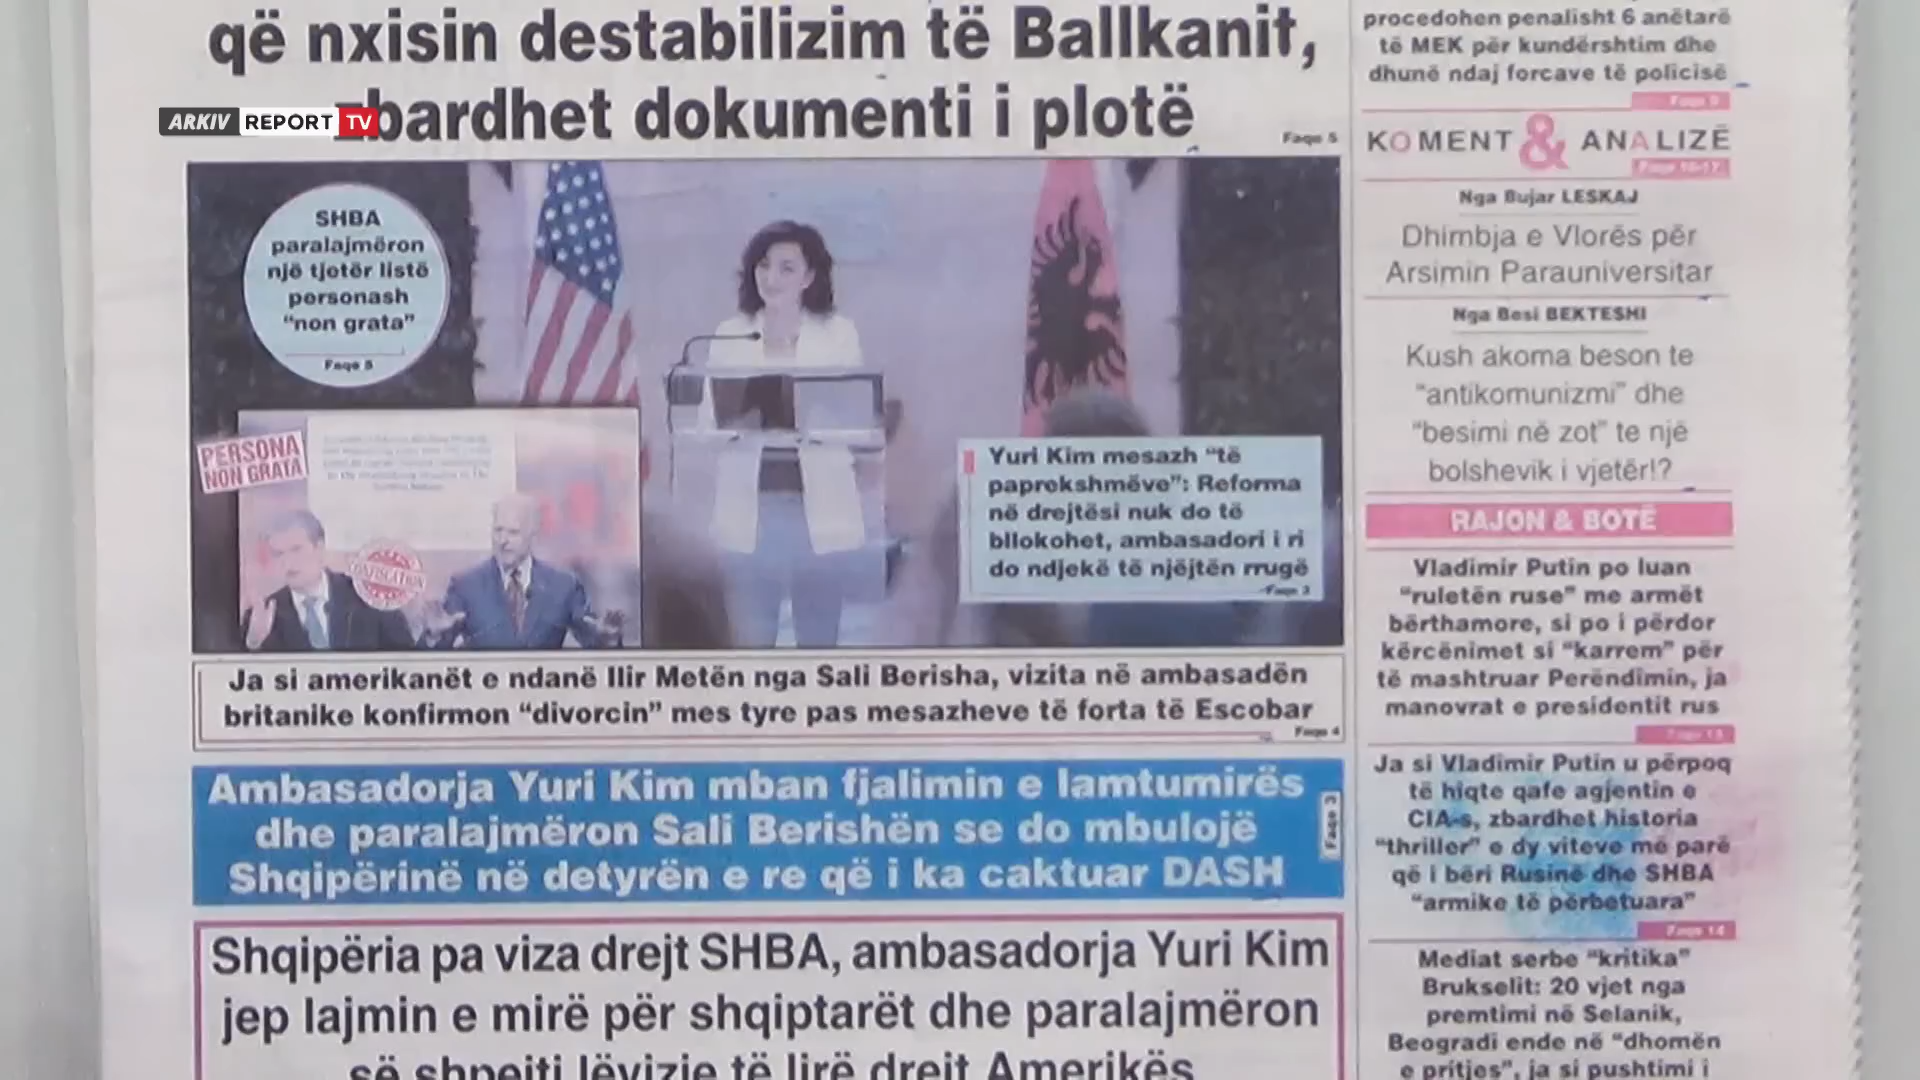 që nxisin destabilizim të Ballkanit,
zbardhet dokumenti i plotë
Faqe 5
ARKIV REPORT TV
SHBA
paralajmëron
një tjetër listë
personash
“non grata”
Faqe 5
PERSONA
NON GRATA
Yuri Kim mesazh “të
paprekshmëve”: Reforma
në drejtësi nuk do të
bllokohet, ambasadori i ri
do ndjekë të njëjtën rrugë
Faqe 3
Ja si amerikanët e ndanë Ilir Metën nga Sali Berisha, vizita në ambasadën
britanike konfirmon “divorcin” mes tyre pas mesazheve të forta të Escobar
Faqe 4
Ambasadorja Yuri Kim mban fjalimin e lamtumirës
dhe paralajmëron Sali Berishën se do mbulojë
Shqipërinë në detyrën e re që i ka caktuar DASH
Faqe 3
Shqipëria pa viza drejt SHBA, ambasadorja Yuri Kim
jep lajmin e mirë për shqiptarët dhe paralajmëron
së shpejti lëvizje të lirë drejt Amerikës
procedohen penalisht 6 anëtarë
të MEK për kundërshtim dhe
dhunë ndaj forcave të policisë
Faqe 9
KOMENT & ANALIZË
Faqe 16-17
Nga Bujar LESKAJ
Dhimbja e Vlorës për
Arsimin Parauniversitar
Nga Besi BEKTESHI
Kush akoma beson te
“antikomunizmi” dhe
“besimi në zot” te një
bolshevik i vjetër!?
RAJON & BOTË
Vladimir Putin po luan
“ruletën ruse” me armët
bërthamore, si po i përdor
kërcënimet si “karrem” për
të mashtruar Perëndimin, ja
manovrat e presidentit rus
Faqe 13
Ja si Vladimir Putin u përpoq
të hiqte qafe agjentin e
CIA-s, zbardhet historia
“thriller” e dy viteve më parë
që i bëri Rusinë dhe SHBA
“armike të përbetuara”
Faqe 14
Mediat serbe “kritika”
Brukselit: 20 vjet nga
premtimi në Selanik,
Beogradi ende në “dhomën
e pritjes”, ja si pushtimi i